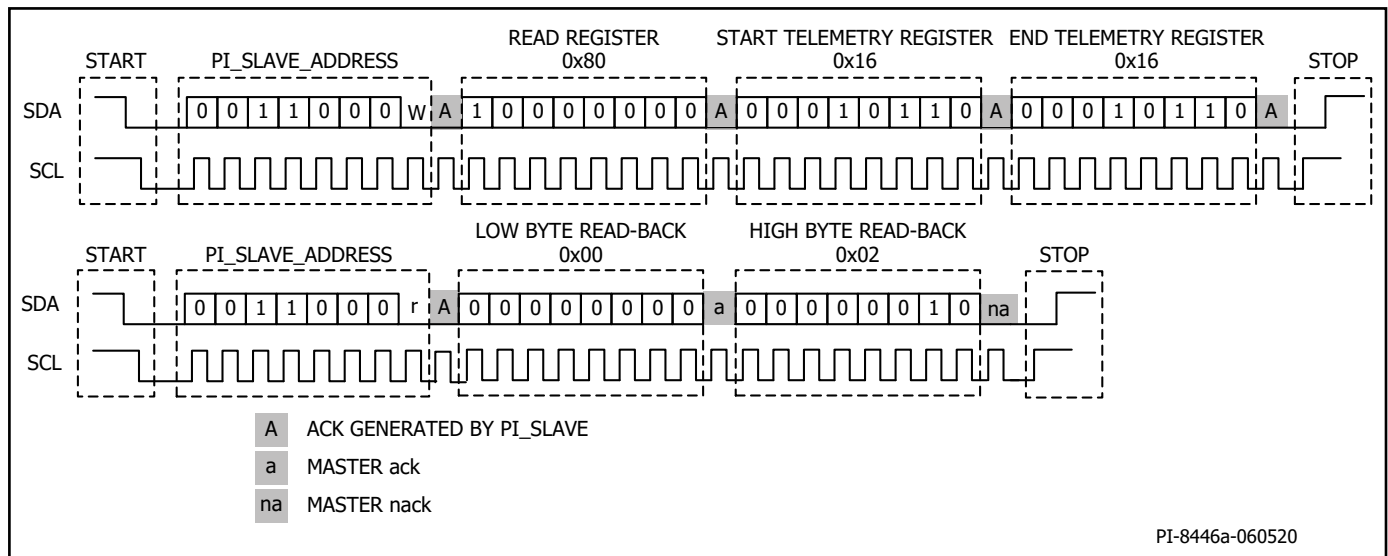 READ REGISTER START TELEMETRY REGISTER END TELEMETRY REGISTER
START PI_SLAVE_ADDRESS 0x80 0x16 0x16 STOP
SDA 0 0 1 1 0 0 0 W A 1 0 0 0 0 0 0 0 A 0 0 0 1 0 1 1 0 A 0 0 0 1 0 1 1 0 A
SCL
LOW BYTE READ-BACK HIGH BYTE READ-BACK
START PI_SLAVE_ADDRESS 0x00 0x02 STOP
SDA 0 0 1 1 0 0 0 r A 0 0 0 0 0 0 0 0 a 0 0 0 0 0 0 1 0 na
SCL
A ACK GENERATED BY PI_SLAVE
a MASTER ack
na MASTER nack
PI-8446a-060520